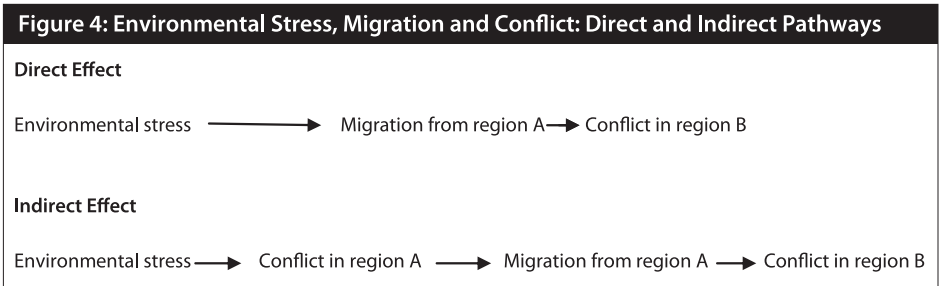 Figure 4: Environmental Stress, Migration and Conflict: Direct and Indirect Pathways
Direct Effect
Environmental stress Migration from region A Conflict in region B
Indirect Effect
Environmental stress Conflict in region A Migration from region A Conflict in region B